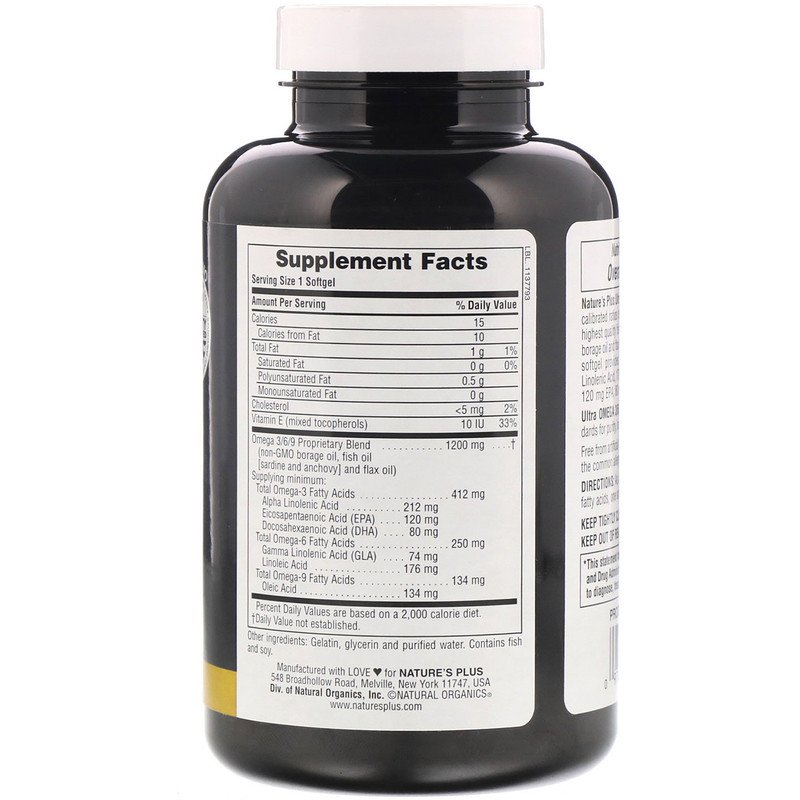 Supplement Facts
Serving Size 1 Softgel
Amount Per Serving % Daily Value
Calories 15
Calories from Fat 10
Total Fat 1 g 1%
Saturated Fat 0 g 0%
Polyunsaturated Fat 0.5 g
Monounsaturated Fat 0 g
Cholesterol <5 mg 2%
Vitamin E (mixed tocopherols) 10 IU 33%
Omega 3/6/9 Proprietary Blend 1200 mg ....†
(non-GMO borage oil, fish oil
[sardine and anchovy] and flax oil)
Supplying minimum:
Total Omega-3 Fatty Acids .................. 412 mg
Alpha Linolenic Acid ........... 212 mg
Eicosapentaenoic Acid (EPA) .... 120 mg
Docosahexaenoic Acid (DHA) .... 80 mg
Total Omega-6 Fatty Acids .................. 250 mg
Gamma Linolenic Acid (GLA) .... 74 mg
Linoleic Acid ................ 176 mg
Total Omega-9 Fatty Acids .................. 134 mg
Oleic Acid ................... 134 mg
Percent Daily Values are based on a 2,000 calorie diet.
†Daily Value not established.
Other ingredients: Gelatin, glycerin and purified water. Contains fish
and soy.
Manufactured with LOVE ♥ for NATURE'S PLUS
548 Broadhollow Road, Melville, New York 11747, USA
Div. of Natural Organics, Inc. ©NATURAL ORGANICS®
www.naturesplus.com
LBL. 1137793
Nature's Plus
calibrated
highest quality
borage oil and
softgel
Linolenic Acid,
120 mg EPA,
Ultra OMEGA
dards for purity,
Free from
the common
DIRECTIONS:
fatty acids,
KEEP TIGHTLY
KEEP OUT OF
*This statement
and Drug
to diagnose,